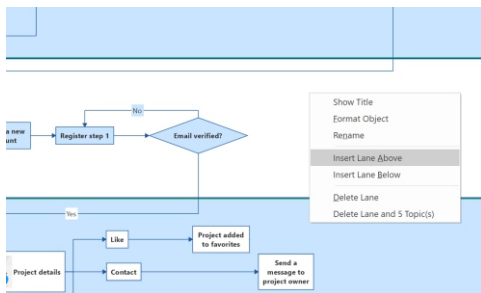 No
a new
unt
Register step 1
Email verified?
Show Title
Format Object
Rename
Insert Lane Above
Insert Lane Below
Delete Lane
Delete Lane and 5 Topic(s)
Yes
Like
Project added
to favorites
Project details
Contact
Send a
message to
project owner